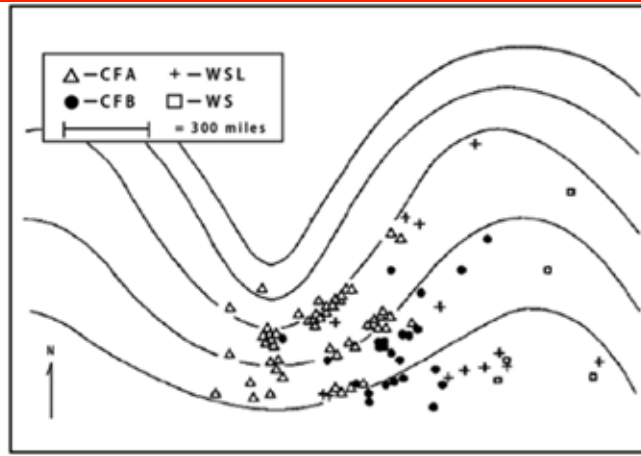 △ – CFA + – WSL
● – CFB □ – WS
= 300 miles
N